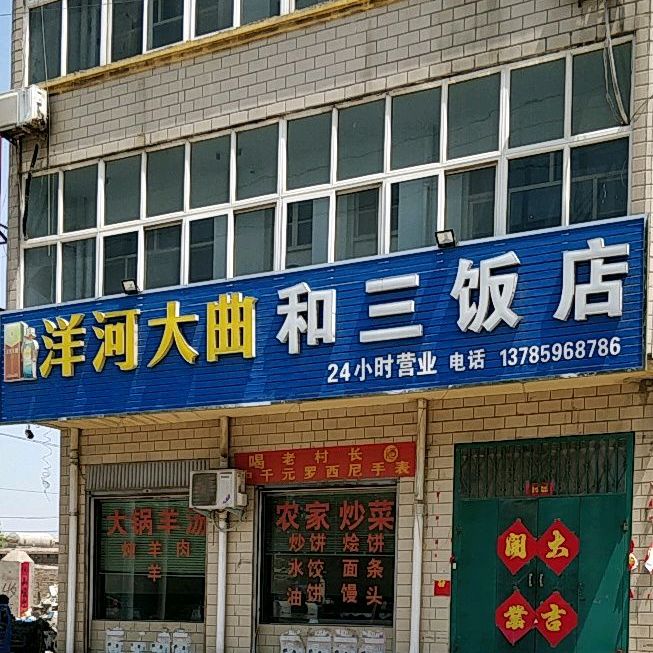 洋河大曲 和三饭店
24小时营业 电话 13785968786
喝老村长
中千元罗西尼手表
大锅羊汤
炖羊肉
羊
农家炒菜
炒饼 烩饼
水饺 面条
油饼 馒头
開大
業吉